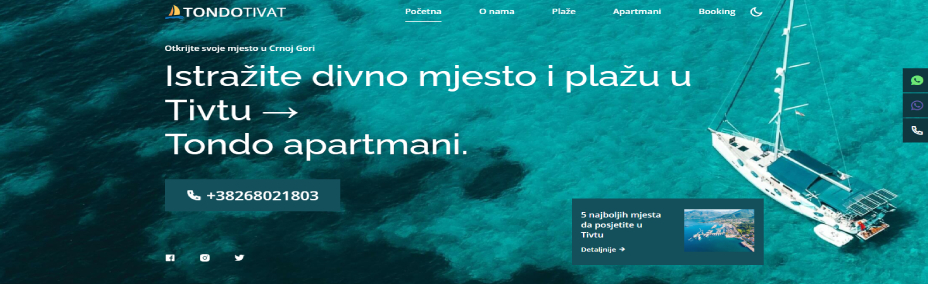 TONDOTIVAT
Početna
O nama
Plaže
Apartmani
Booking
Otkrijte svoje mjesto u Crnoj Gori
Istražite divno mjesto i plažu u
Tivtu →
Tondo apartmani.
+38268021803
5 najboljih mjesta
da posjetite u
Tivtu
Detaljnije →